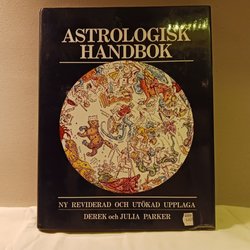 ASTROLOGISK
HANDBOK
NY REVIDERAD OCH UTÖKAD UPPLAGA
DEREK och JULIA PARKER